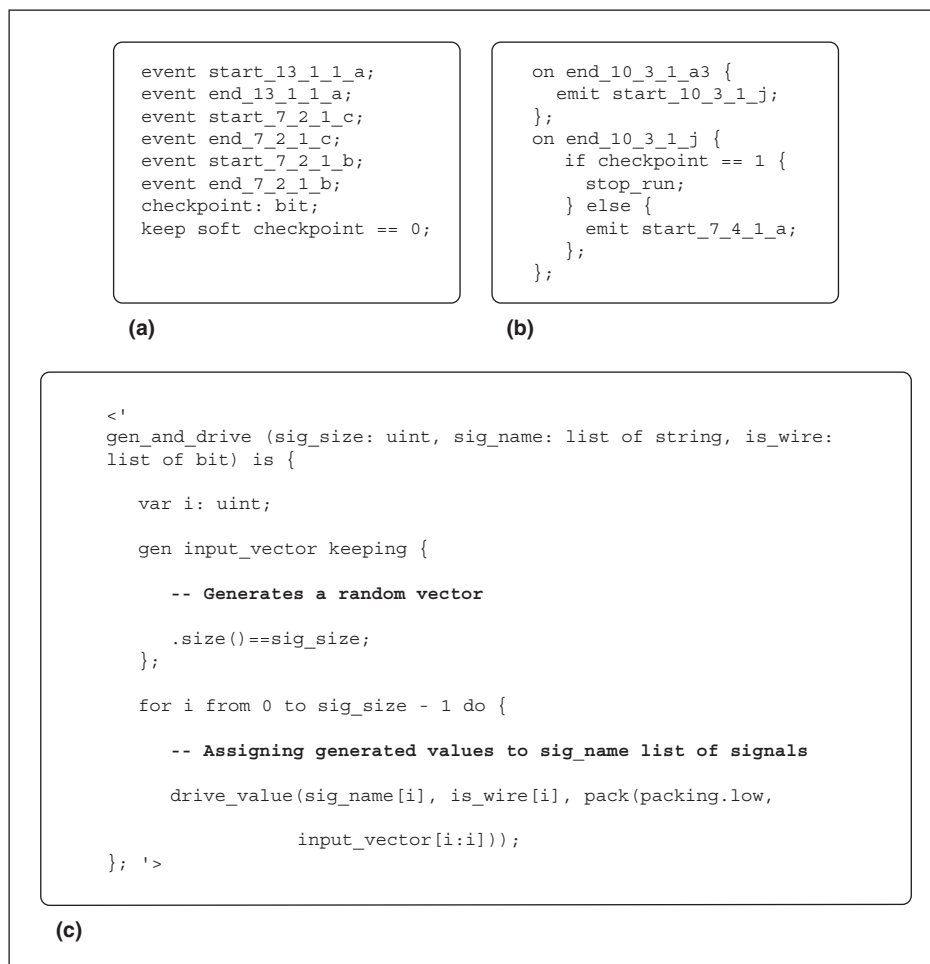 event start_13_1_1_a;
event end_13_1_1_a;
event start_7_2_1_c;
event end_7_2_1_c;
event start_7_2_1_b;
event end_7_2_1_b;
checkpoint: bit;
keep soft checkpoint == 0;
(a)
on end_10_3_1_a3 {
emit start_10_3_1_j;
};
on end_10_3_1_j {
if checkpoint == 1 {
stop_run;
} else {
emit start_7_4_1_a;
};
};
(b)
<'
gen_and_drive (sig_size: uint, sig_name: list of string, is_wire:
list of bit) is {
var i: uint;
gen input_vector keeping {
-- Generates a random vector
.size()==sig_size;
};
for i from 0 to sig_size - 1 do {
-- Assigning generated values to sig_name list of signals
drive_value(sig_name[i], is_wire[i], pack(packing.low,
input_vector[i:i]));
}; '>
(c)